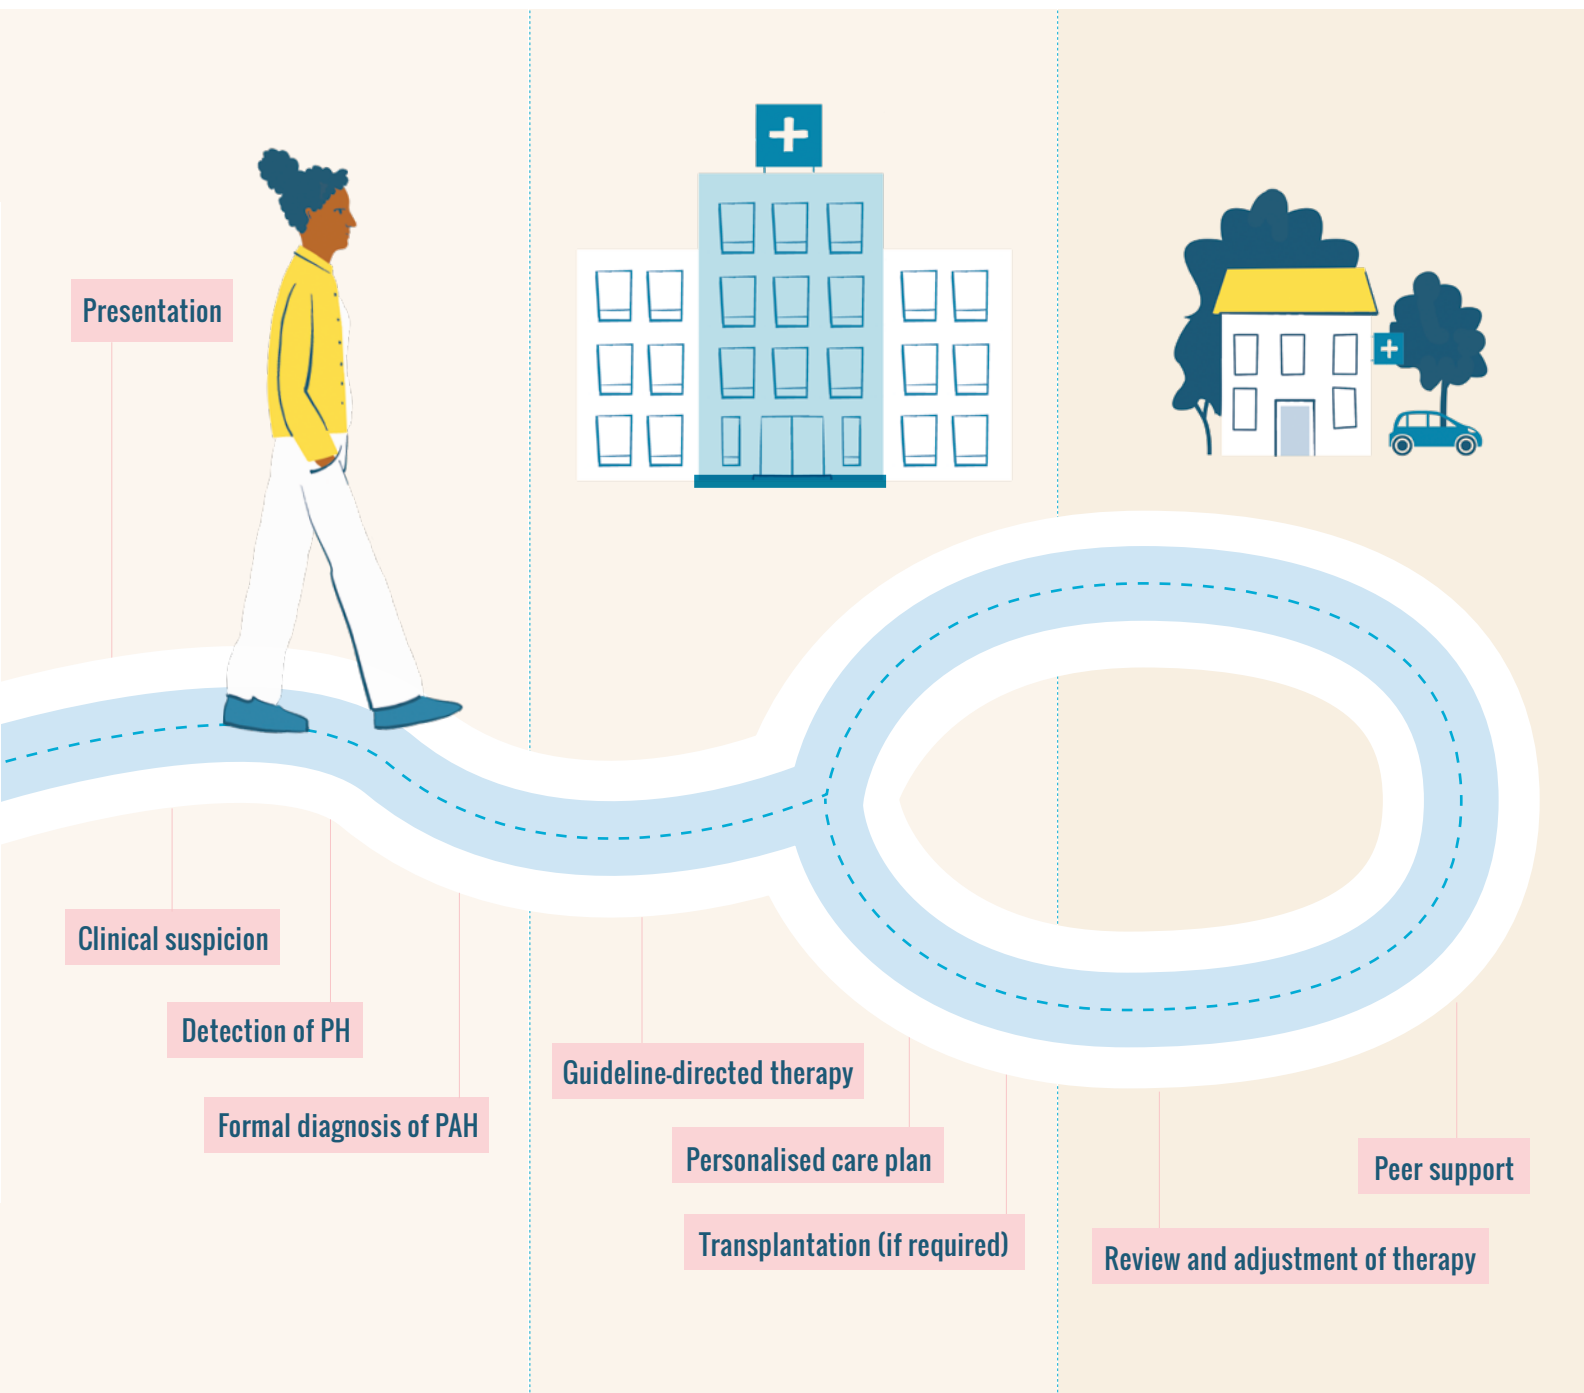 Presentation
Clinical suspicion
Detection of PH
Formal diagnosis of PAH
Guideline-directed therapy
Personalised care plan
Transplantation (if required)
Review and adjustment of therapy
Peer support